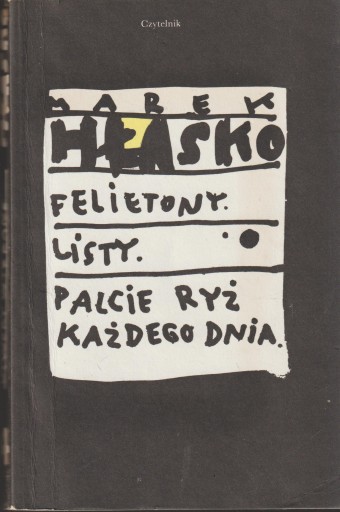 Czytelnik
MAREK
HŁASKO
FELIETONY.
LISTY.
PALCIE RYŻ
KAŻDEGO DNIA.